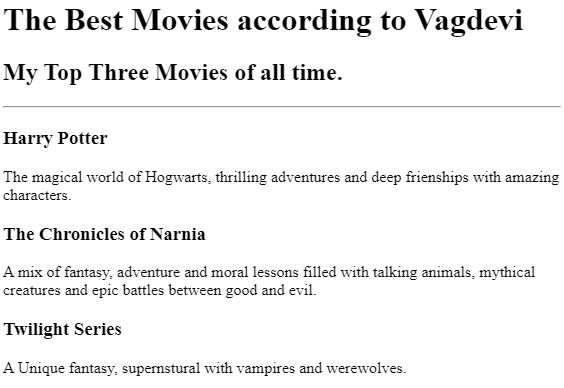 The Best Movies according to Vagdevi
My Top Three Movies of all time.
Harry Potter
The magical world of Hogwarts, thrilling adventures and deep frienships with amazing
characters.
The Chronicles of Narnia
A mix of fantasy, adventure and moral lessons filled with talking animals, mythical
creatures and epic battles between good and evil.
Twilight Series
A Unique fantasy, supernstural with vampires and werewolves.